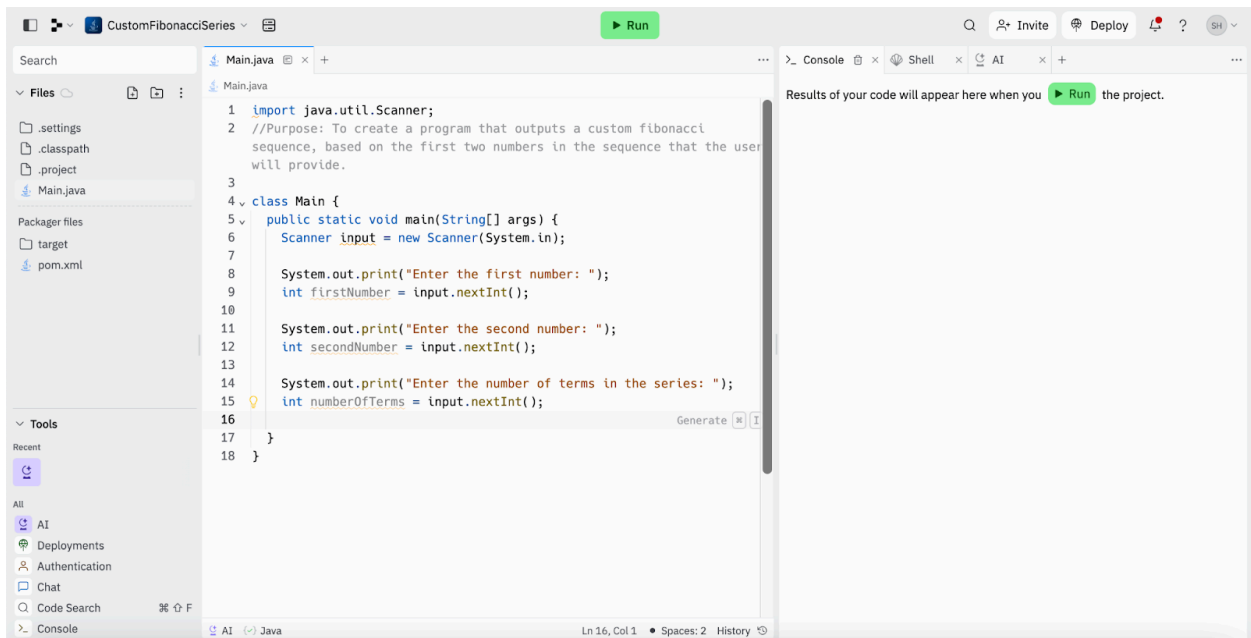 CustomFibonacciSeries
Run
Invite
Deploy
?
SH
Search
Files
.settings
.classpath
.project
Main.java
Packager files
target
pom.xml
Tools
Recent
All
AI
Deployments
Authentication
Chat
Code Search ⌘ ⇧ F
>_ Console
Main.java × +
Main.java
1 import java.util.Scanner;
2 //Purpose: To create a program that outputs a custom fibonacci
sequence, based on the first two numbers in the sequence that the user
will provide.
3
4 class Main {
5 public static void main(String[] args) {
6 Scanner input = new Scanner(System.in);
7
8 System.out.print("Enter the first number: ");
9 int firstNumber = input.nextInt();
10
11 System.out.print("Enter the second number: ");
12 int secondNumber = input.nextInt();
13
14 System.out.print("Enter the number of terms in the series: ");
15 int numberOfTerms = input.nextInt();
16 Generate ⌘ I
17 }
18 }
AI Java Ln 16, Col 1 • Spaces: 2 History
>_ Console × Shell × AI × +
Results of your code will appear here when you Run the project.